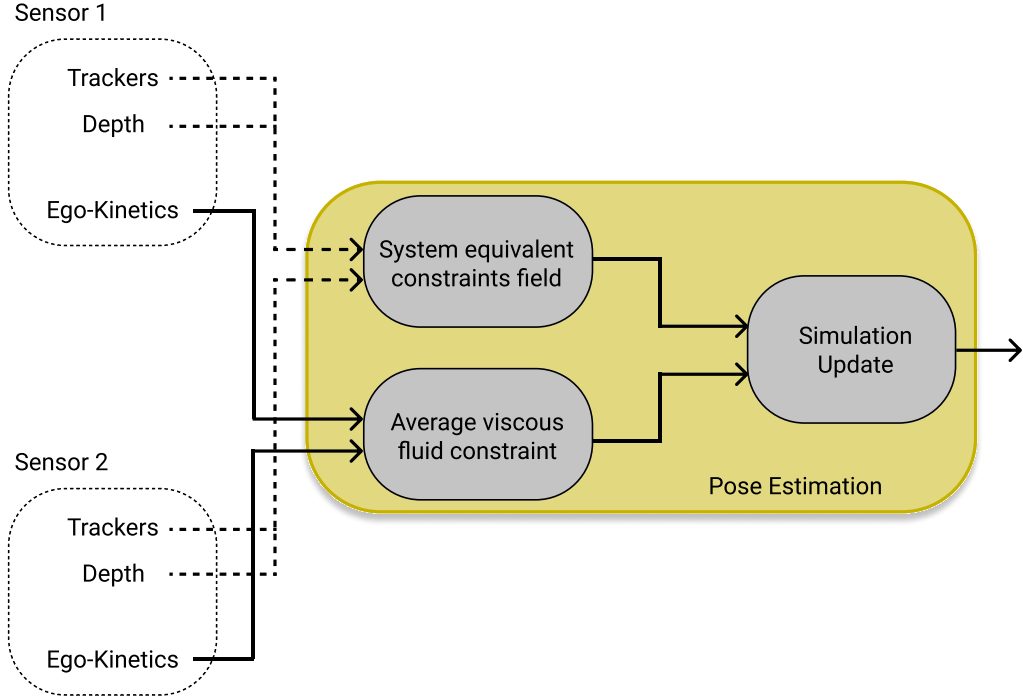 Sensor 1
Trackers
Depth
Ego-Kinetics
System equivalent
constraints field
Average viscous
fluid constraint
Simulation
Update
Pose Estimation
Sensor 2
Trackers
Depth
Ego-Kinetics